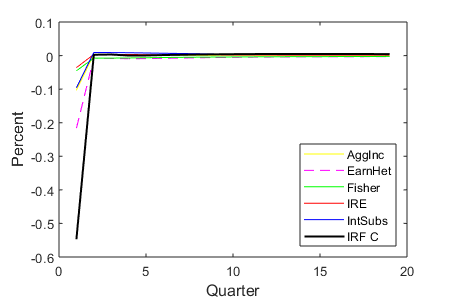 0.1
0
-0.1
-0.2
-0.3
-0.4
-0.5
-0.6
Percent
AggInc
EarnHet
Fisher
IRE
IntSubs
IRF C
0 5 10 15 20
Quarter